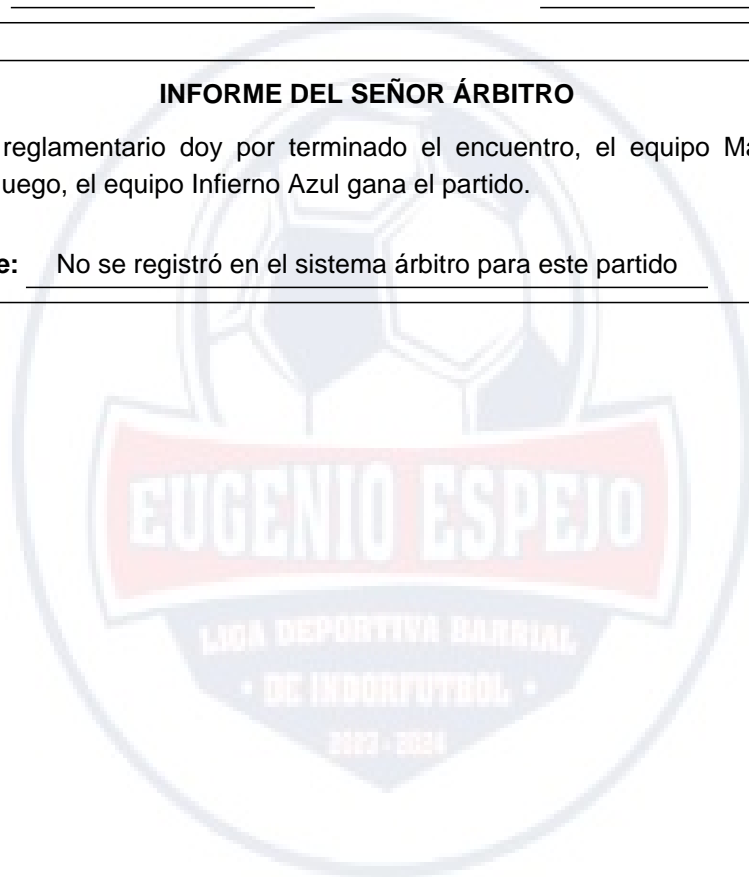 INFORME DEL SEÑOR ÁRBITRO
reglamentario doy por terminado el encuentro, el equipo Ma
uego, el equipo Infierno Azul gana el partido.
e: No se registró en el sistema árbitro para este partido
EUGENIO ESPEJO
LIGA DEPORTIVA BARRIAL
• DE INDORFUTBOL •
2023 - 2024